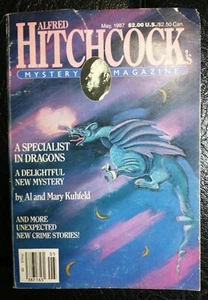 ALFRED
May, 1987 $2.00 U.S./$2.50 Can.
HITCHCOCK's
MYSTERY MAGAZINE
A SPECIALIST
IN DRAGONS
A DELIGHTFUL
NEW MYSTERY
by Al and Mary Kuhfeld
AND MORE
UNEXPECTED
NEW CRIME STORIES!